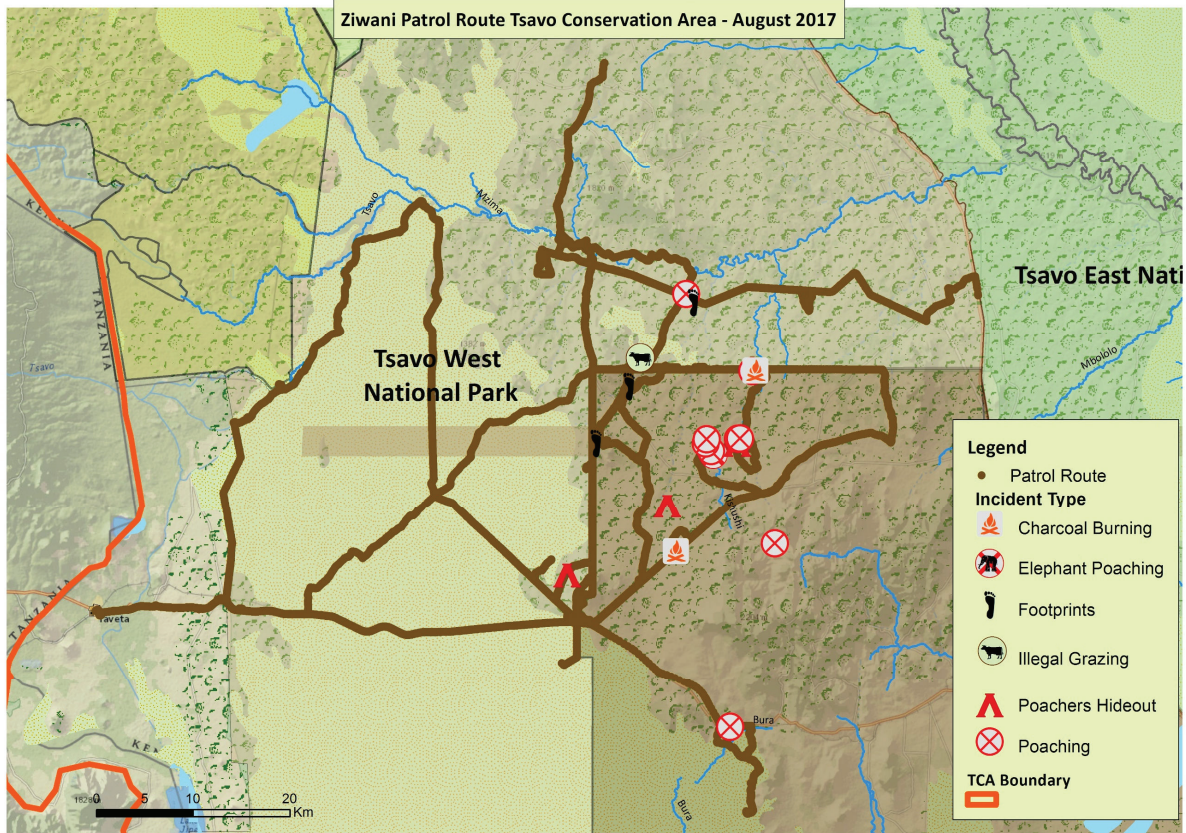 Ziwani Patrol Route Tsavo Conservation Area - August 2017
Tsavo
Mzima
Tsavo East Nati
TANZANIA
Tsavo
Tsavo West
National Park
Mbololo
Legend
Patrol Route
Incident Type
Charcoal Burning
Elephant Poaching
Footprints
Illegal Grazing
Poachers Hideout
Poaching
TCA Boundary
TANZANIA
Taveta
Bura
Bura
0 5 10 20
Km